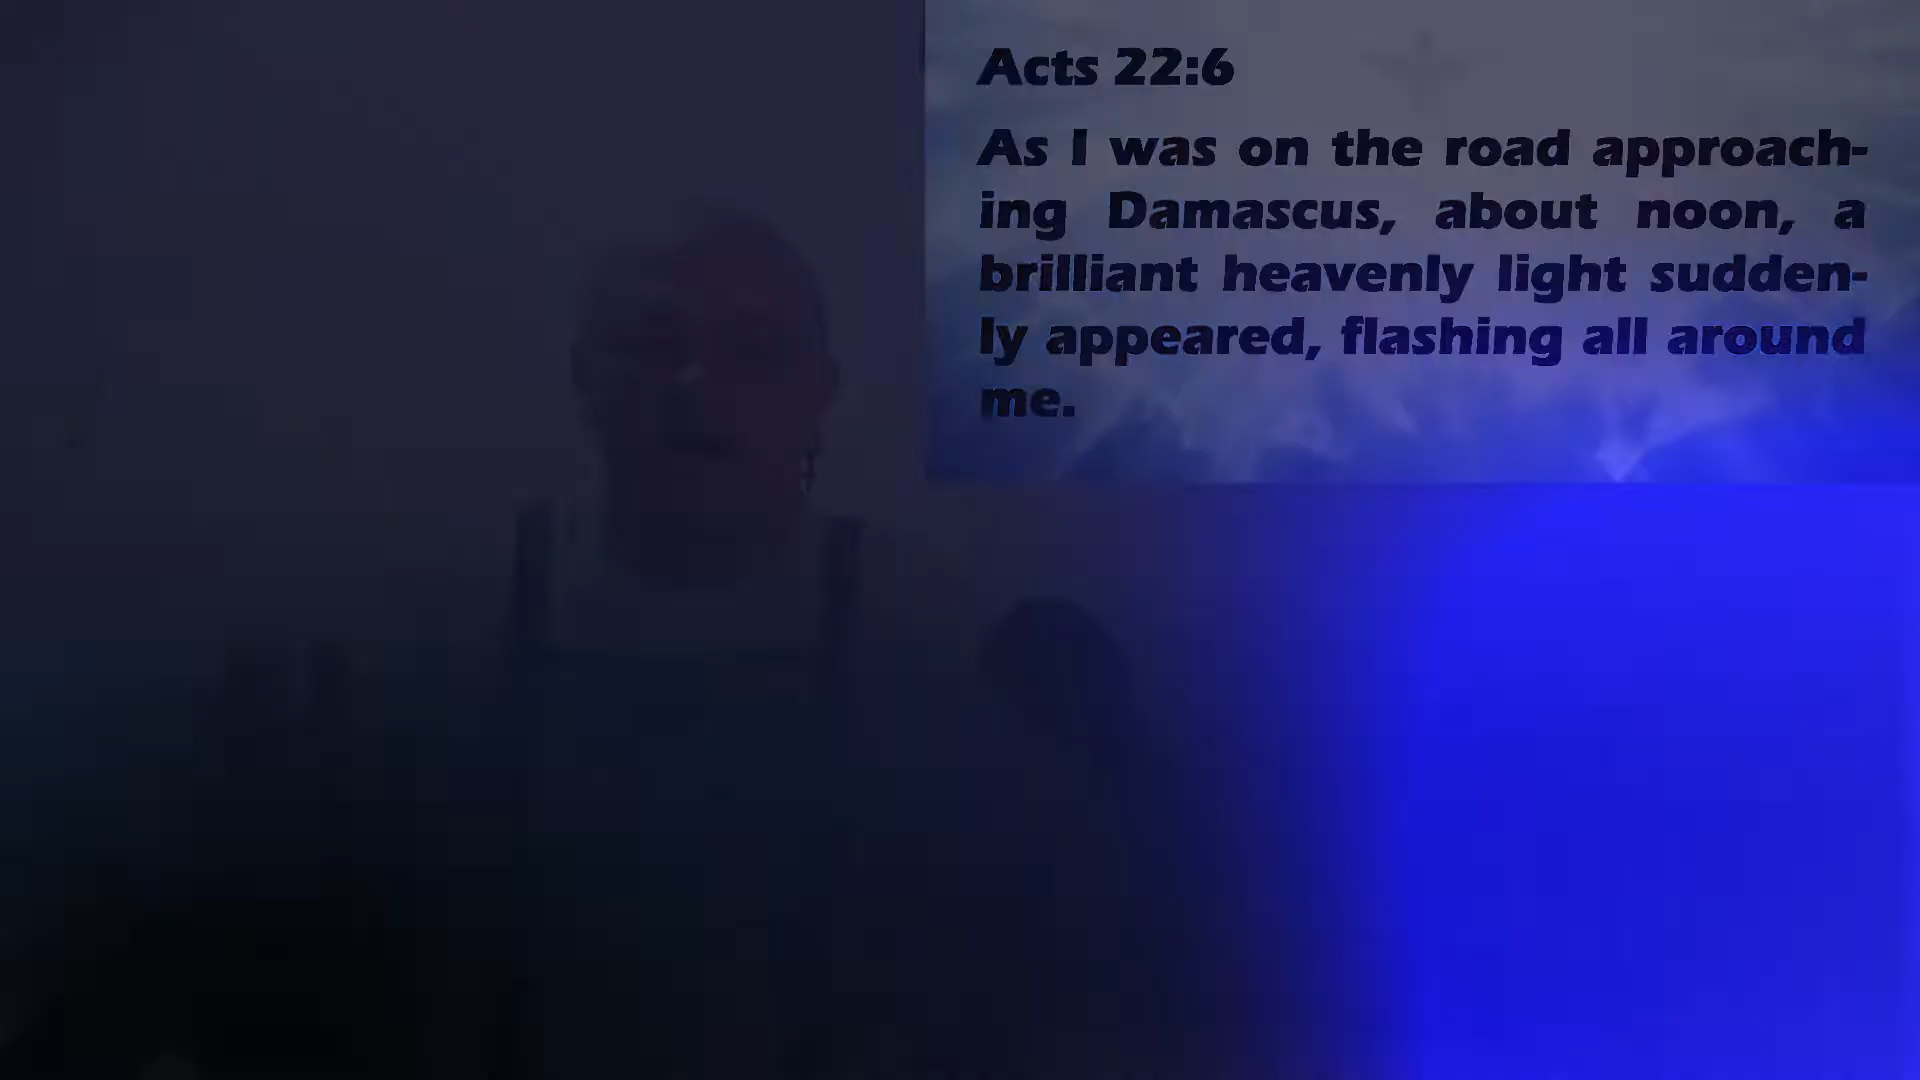 Acts 22:6
As I was on the road approach-
ing Damascus, about noon, a
brilliant heavenly light sudden-
ly appeared, flashing all around
me.